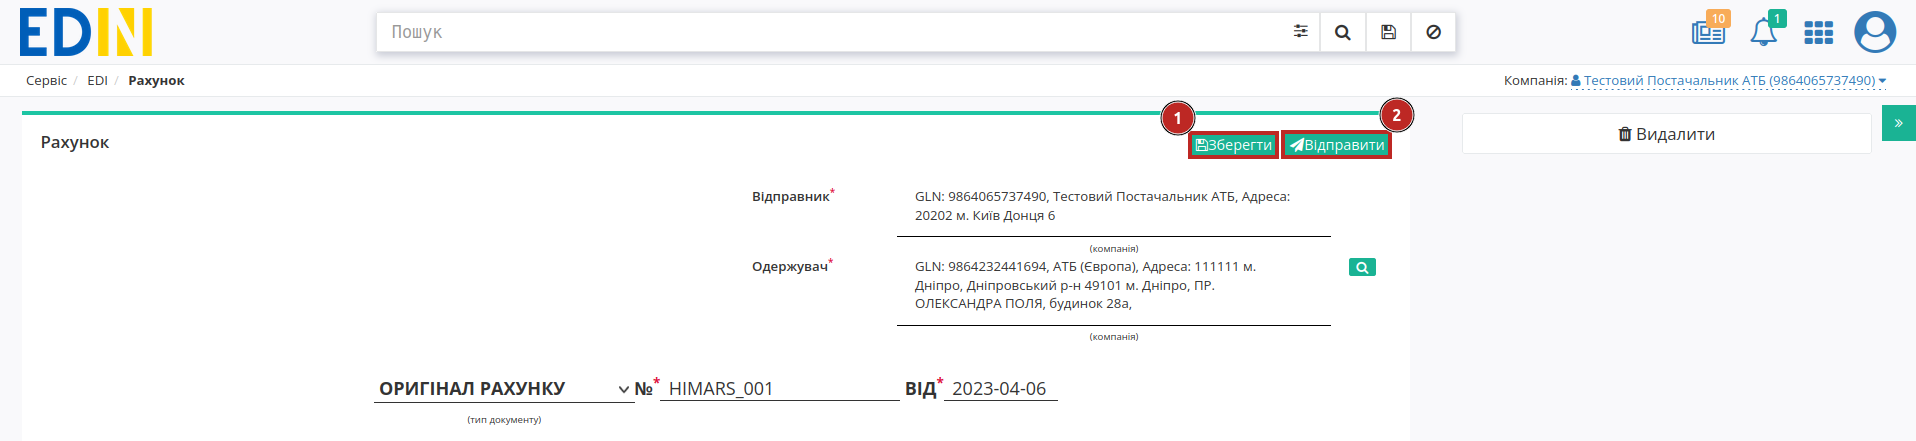 EDIN
Пошук
10
1
Сервіс / EDI / Рахунок
Компанія: Тестовий Постачальник АТБ (9864065737490)
1
2
»
Рахунок
Зберегти
Відправити
Видалити
Відправник*
GLN: 9864065737490, Тестовий Постачальник АТБ, Адреса:
20202 м. Київ Донця 6
(компанія)
Одержувач*
GLN: 9864232441694, АТБ (Європа), Адреса: 111111 м.
Дніпро, Дніпровський р-н 49101 м. Дніпро, ПР.
ОЛЕКСАНДРА ПОЛЯ, будинок 28а,
(компанія)
ОРИГІНАЛ РАХУНКУ №* HIMARS_001 ВІД* 2023-04-06
(тип документу)